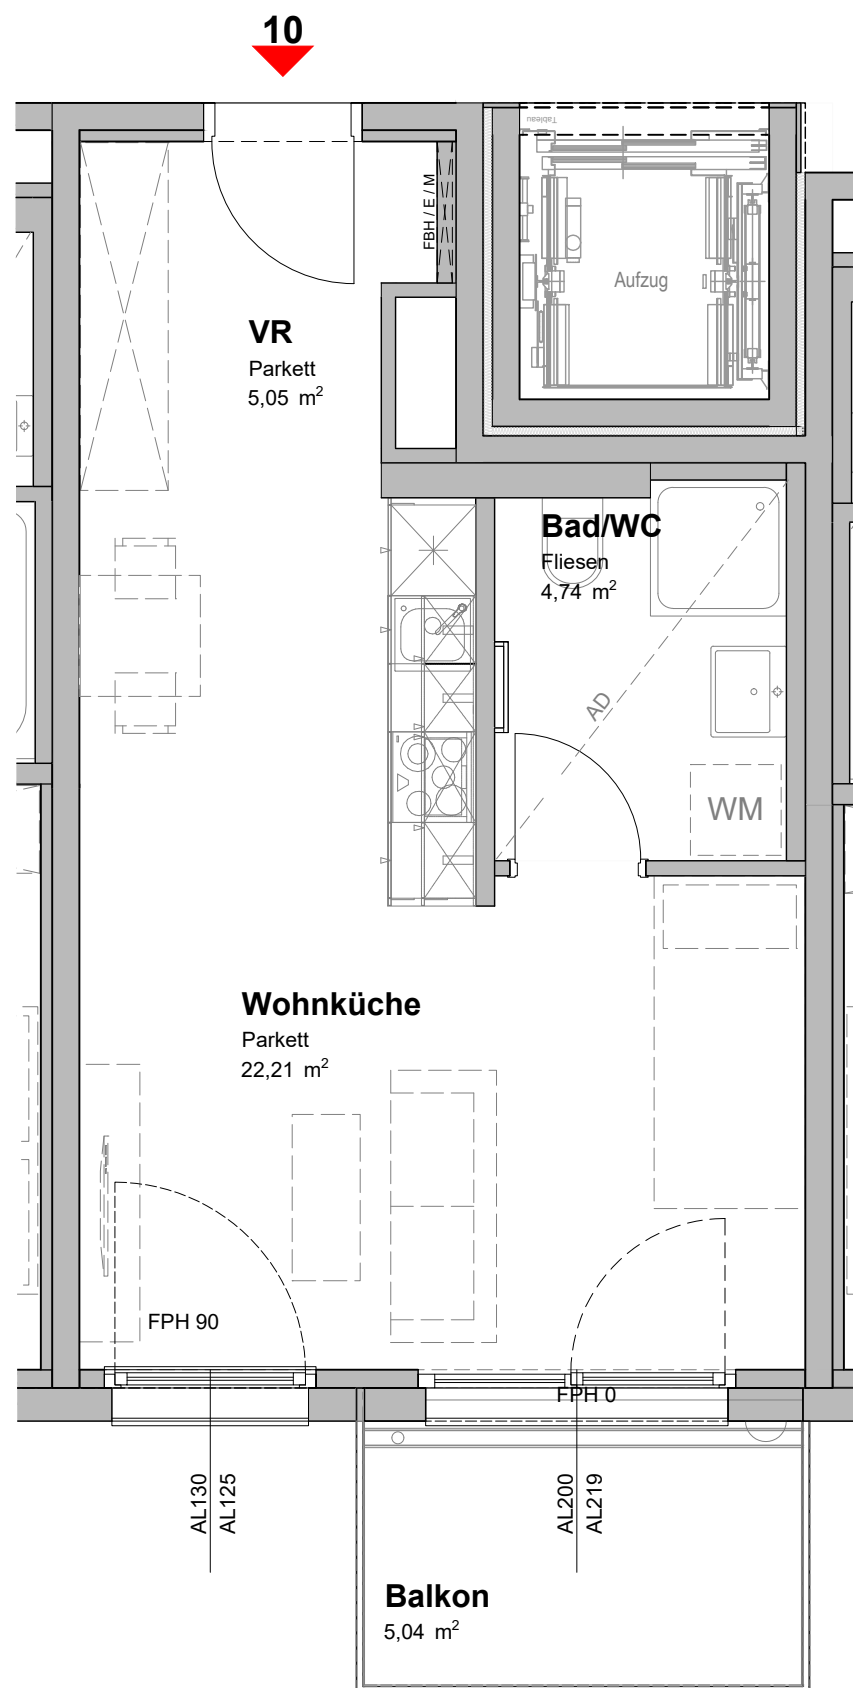 10
Tableau
FBH / E / M
Aufzug
VR
Parkett
5,05 m²
Bad/WC
Fliesen
4,74 m²
AD
WM
Wohnküche
Parkett
22,21 m²
FPH 90
FPH 0
AL130
AL125
AL200
AL219
Balkon
5,04 m²